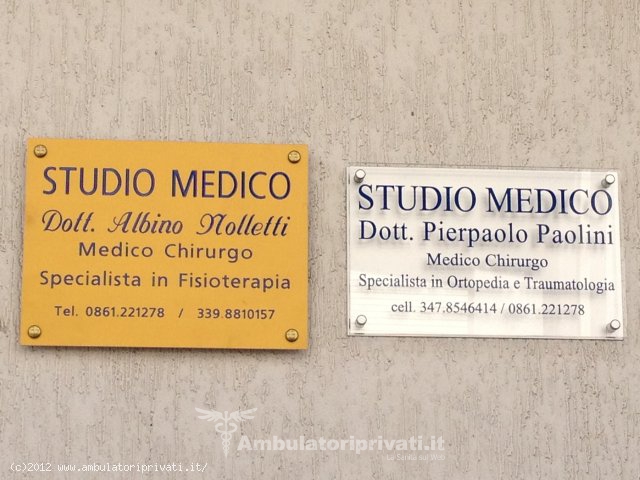 STUDIO MEDICO
Dott. Albino Nolletti
Medico Chirurgo
Specialista in Fisioterapia
Tel. 0861.221278 / 339.8810157
STUDIO MEDICO
Dott. Pierpaolo Paolini
Medico Chirurgo
Specialista in Ortopedia e Traumatologia
cell. 347.8546414 / 0861.221278
Ambulatoriprivati.it
(c)2012 www.ambulatoriprivati.it/